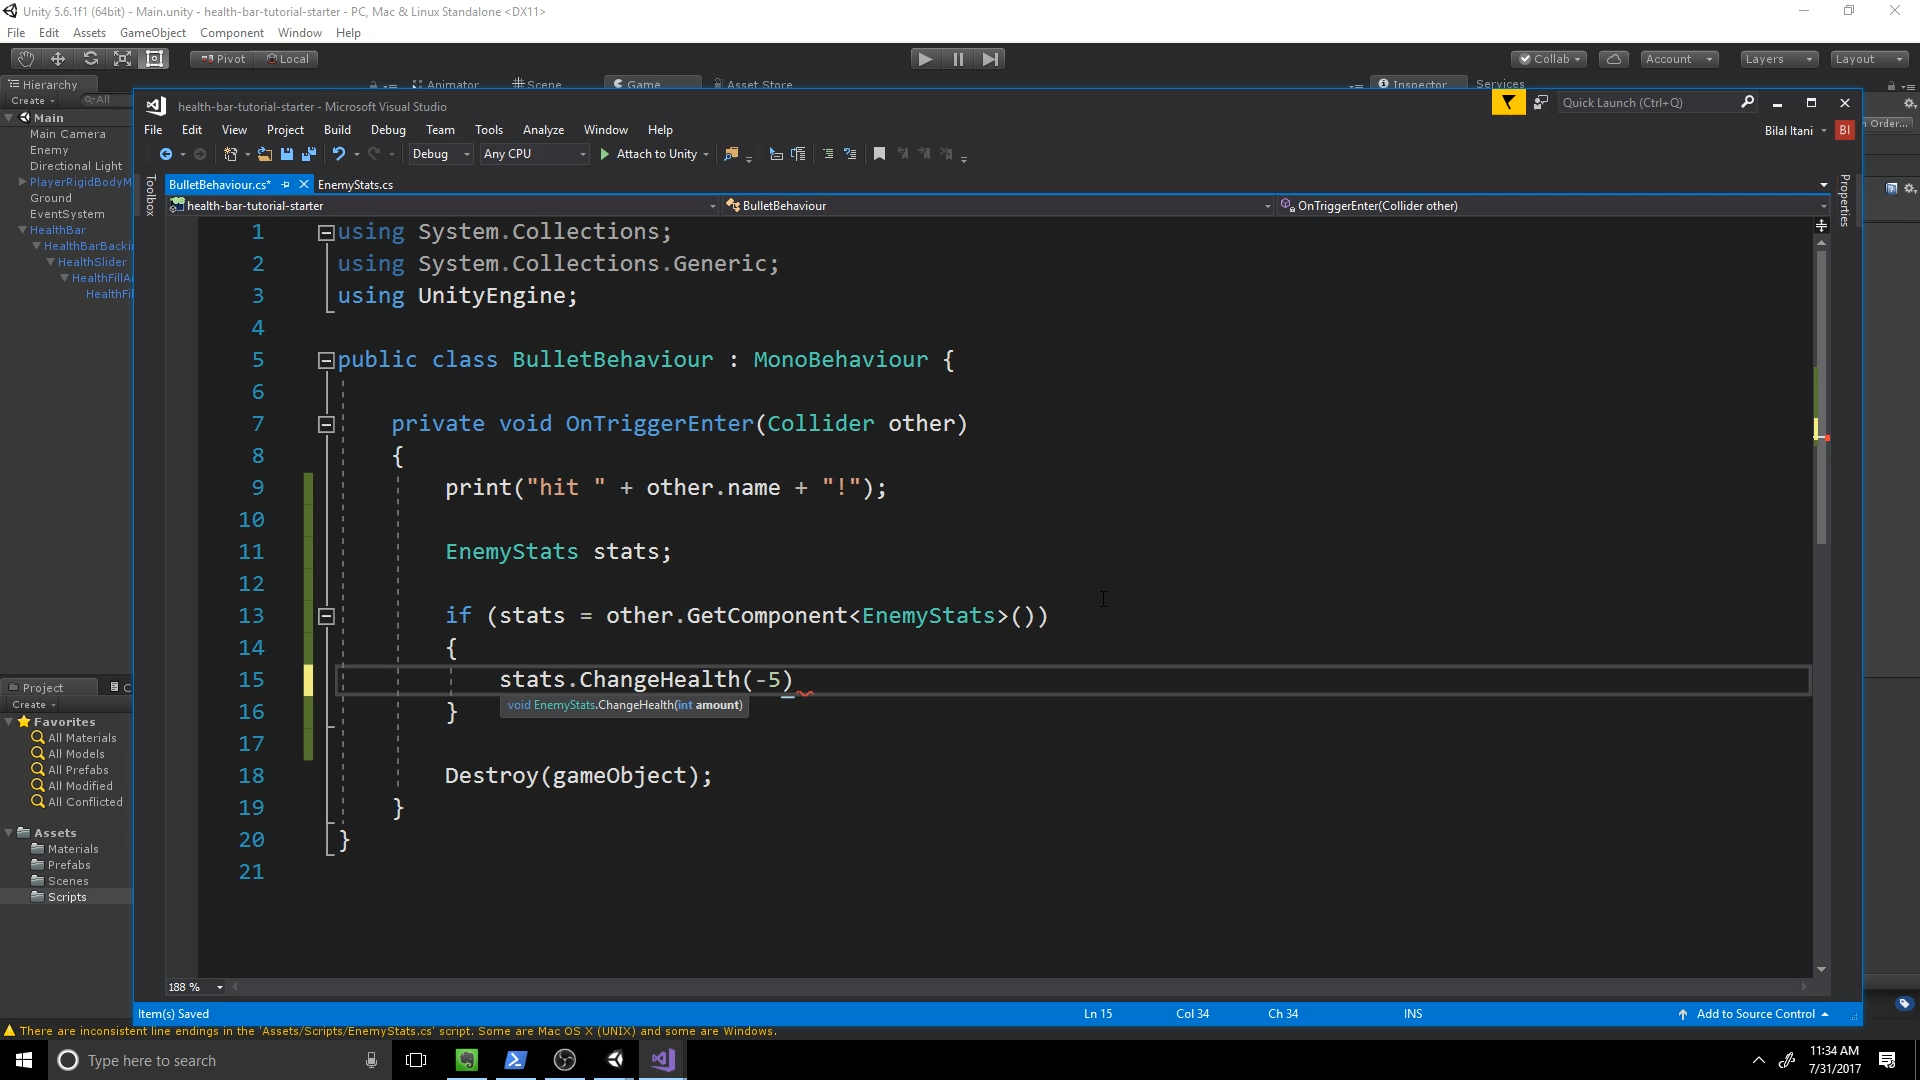 Unity 5.6.1f1 (64bit) - Main.unity - health-bar-tutorial-starter - PC, Mac & Linux Standalone <DX11>
File Edit Assets GameObject Component Window Help
Pivot Local Collab Account Layers Layout
Hierarchy Animator Scene Game Asset Store Inspector Services
Create All
Main
Main Camera
Enemy
Directional Light
PlayerRigidBodyM
Ground
EventSystem
HealthBar
HealthBarBacki
HealthSlider
HealthFillA
HealthFil
Order...
health-bar-tutorial-starter - Microsoft Visual Studio
Quick Launch (Ctrl+Q)
File Edit View Project Build Debug Team Tools Analyze Window Help
Bilal Itani BI
Debug Any CPU Attach to Unity
Toolbox
Properties
BulletBehaviour.cs* EnemyStats.cs
health-bar-tutorial-starter BulletBehaviour OnTriggerEnter(Collider other)
1 using System.Collections;
2 using System.Collections.Generic;
3 using UnityEngine;
4
5 public class BulletBehaviour : MonoBehaviour {
6
7 private void OnTriggerEnter(Collider other)
8 {
9 print("hit " + other.name + "!");
10
11 EnemyStats stats;
12
13 if (stats = other.GetComponent<EnemyStats>())
14 {
15 stats.ChangeHealth(-5)
void EnemyStats.ChangeHealth(int amount)
16 }
17
18 Destroy(gameObject);
19 }
20 }
21
188 %
Item(s) Saved Ln 15 Col 34 Ch 34 INS Add to Source Control
Project C
Create
Favorites
All Materials
All Models
All Prefabs
All Modified
All Conflicted
Assets
Materials
Prefabs
Scenes
Scripts
There are inconsistent line endings in the 'Assets/Scripts/EnemyStats.cs' script. Some are Mac OS X (UNIX) and some are Windows.
Type here to search
11:34 AM
7/31/2017